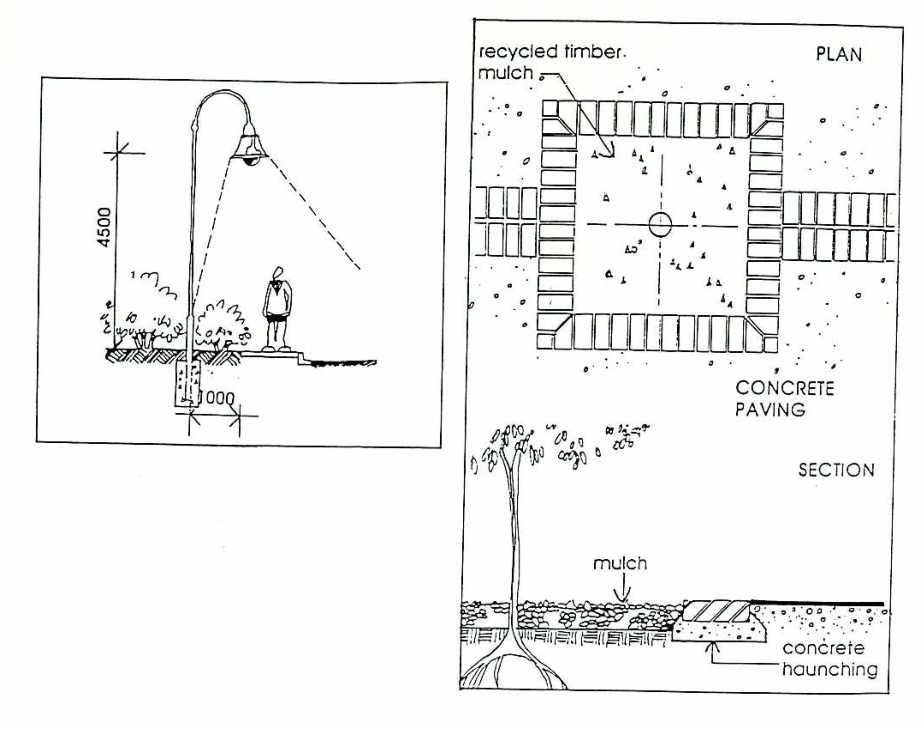 4500
1000
PLAN
recycled timber.
mulch
CONCRETE
PAVING
SECTION
mulch
concrete
haunching